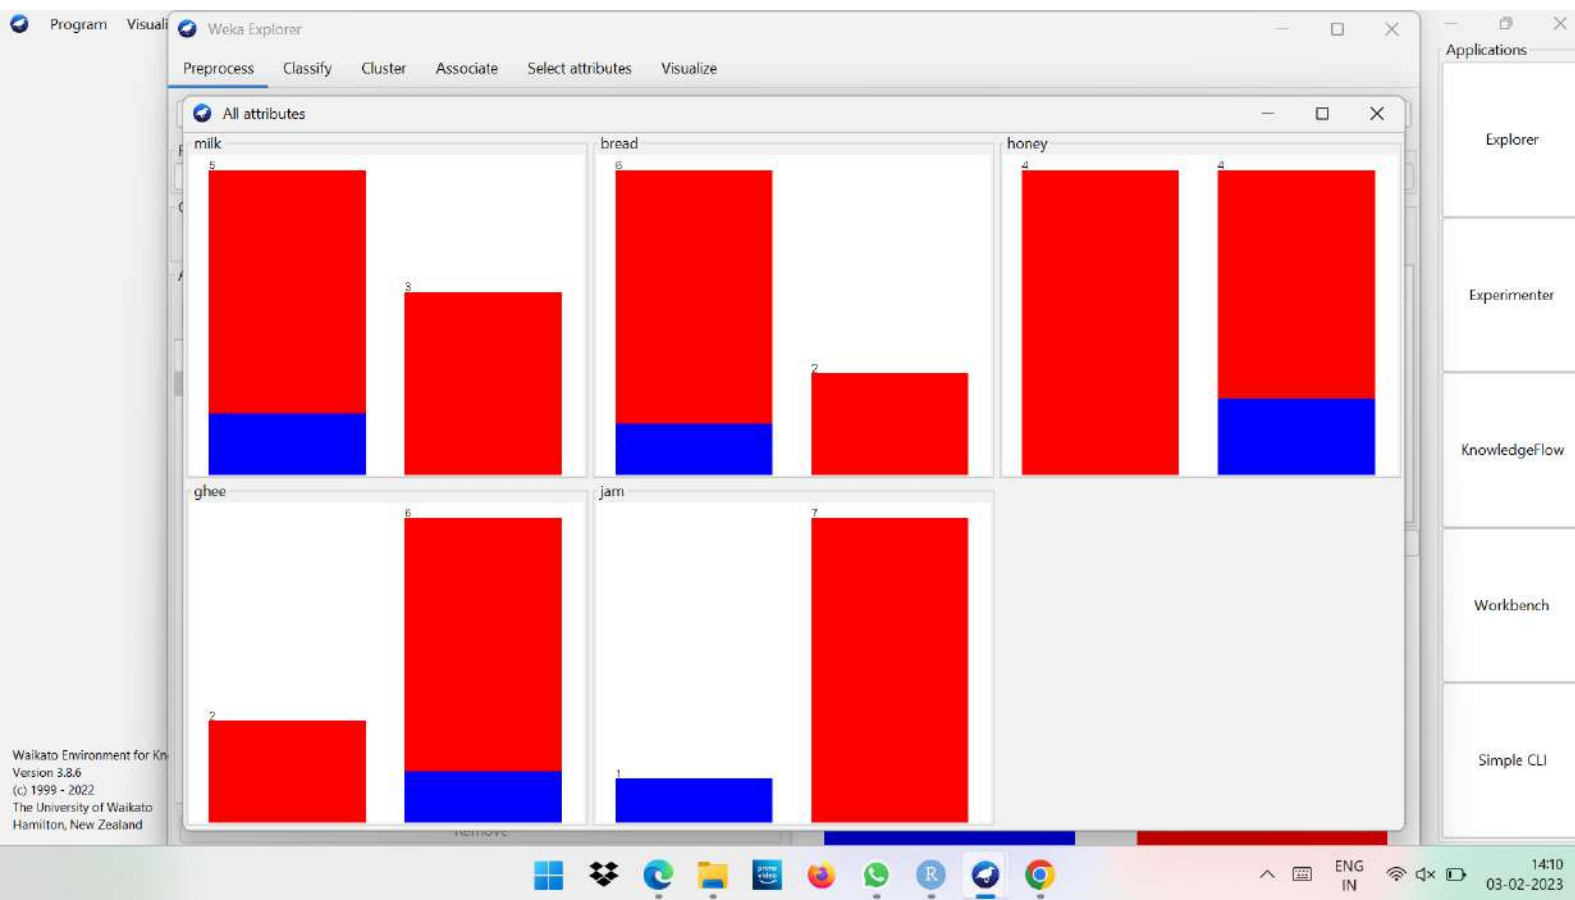 Program Visuali
Weka Explorer
Applications
Preprocess Classify Cluster Associate Select attributes Visualize
All attributes
milk
5
3
bread
6
2
honey
4
4
ghee
2
6
jam
1
7
Explorer
Experimenter
KnowledgeFlow
Workbench
Simple CLI
Waikato Environment for Kn
Version 3.8.6
(c) 1999 - 2022
The University of Waikato
Hamilton, New Zealand
Remove
prime video
R
ENG
IN
14:10
03-02-2023